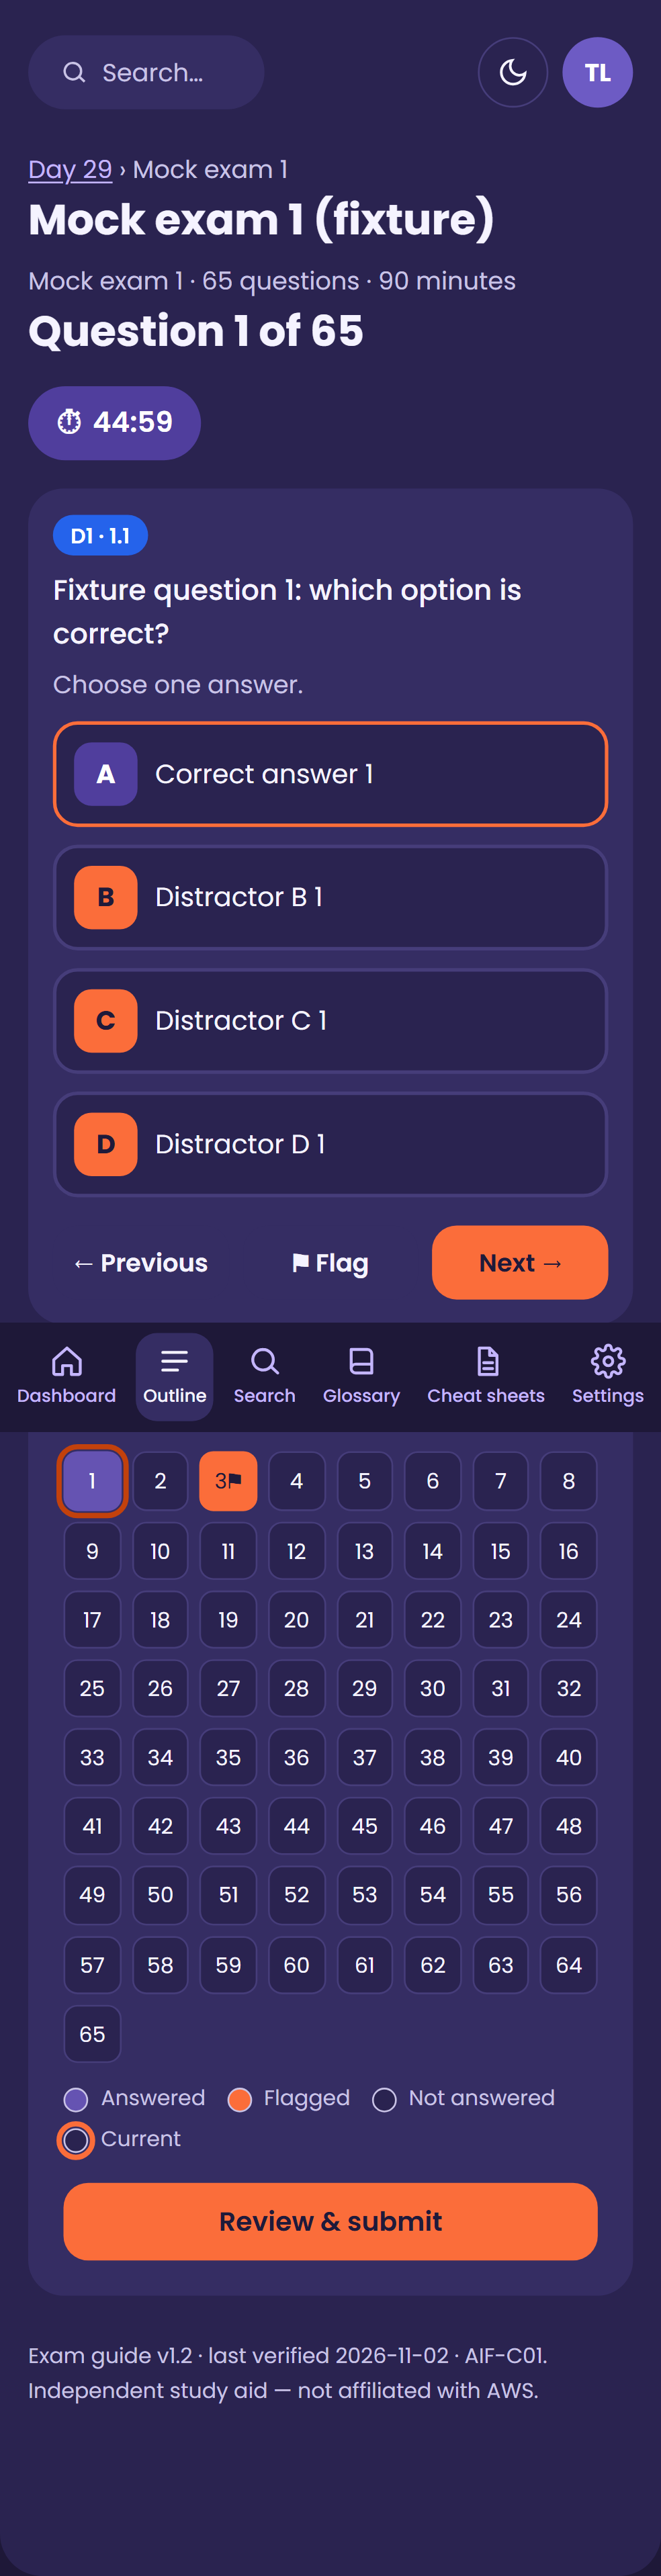 Search...
TL
Day 29 › Mock exam 1
Mock exam 1 (fixture)
Mock exam 1 · 65 questions · 90 minutes
Question 1 of 65
⏱ 44:59
D1 · 1.1
Fixture question 1: which option is
correct?
Choose one answer.
A Correct answer 1
B Distractor B 1
C Distractor C 1
D Distractor D 1
← Previous ⚑ Flag Next →
Dashboard Outline Search Glossary Cheat sheets Settings
1 2 3⚑ 4 5 6 7 8
9 10 11 12 13 14 15 16
17 18 19 20 21 22 23 24
25 26 27 28 29 30 31 32
33 34 35 36 37 38 39 40
41 42 43 44 45 46 47 48
49 50 51 52 53 54 55 56
57 58 59 60 61 62 63 64
65
Answered Flagged Not answered
Current
Review & submit
Exam guide v1.2 · last verified 2026-11-02 · AIF-C01.
Independent study aid — not affiliated with AWS.